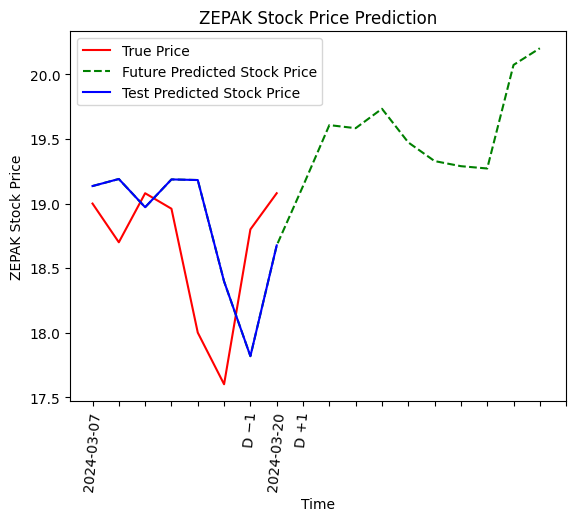 ZEPAK Stock Price Prediction
True Price
Future Predicted Stock Price
Test Predicted Stock Price
ZEPAK Stock Price
20.0
19.5
19.0
18.5
18.0
17.5
2024-03-07
D −1
2024-03-20
D +1
Time